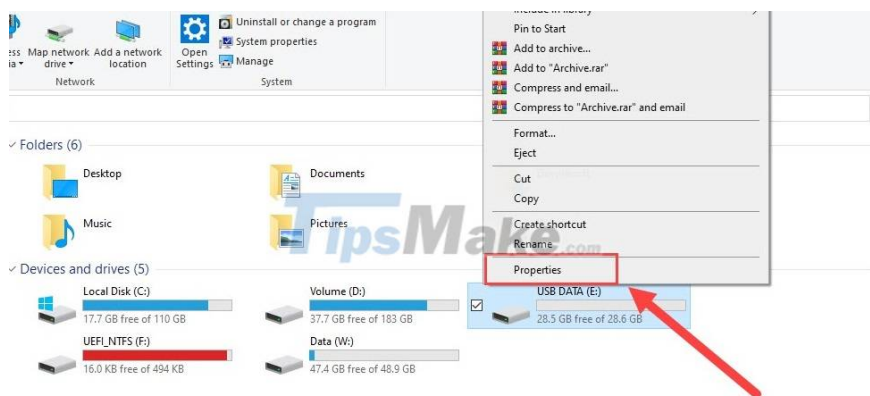 Uninstall or change a program
ess Map network Add a network Open System properties
ia drive location Settings Manage
Network System
Include in library
Pin to Start
Add to archive...
Add to "Archive.rar"
Compress and email...
Compress to "Archive.rar" and email
Format...
Eject
Cut
Copy
Create shortcut
Rename
Properties
Folders (6)
Desktop Documents
Music Pictures
TipsMake.com
Devices and drives (5)
Local Disk (C:) Volume (D:) USB DATA (E:)
17.7 GB free of 110 GB 37.7 GB free of 183 GB 28.5 GB free of 28.6 GB
UEFI_NTFS (F:) Data (W:)
16.0 KB free of 494 KB 47.4 GB free of 48.9 GB